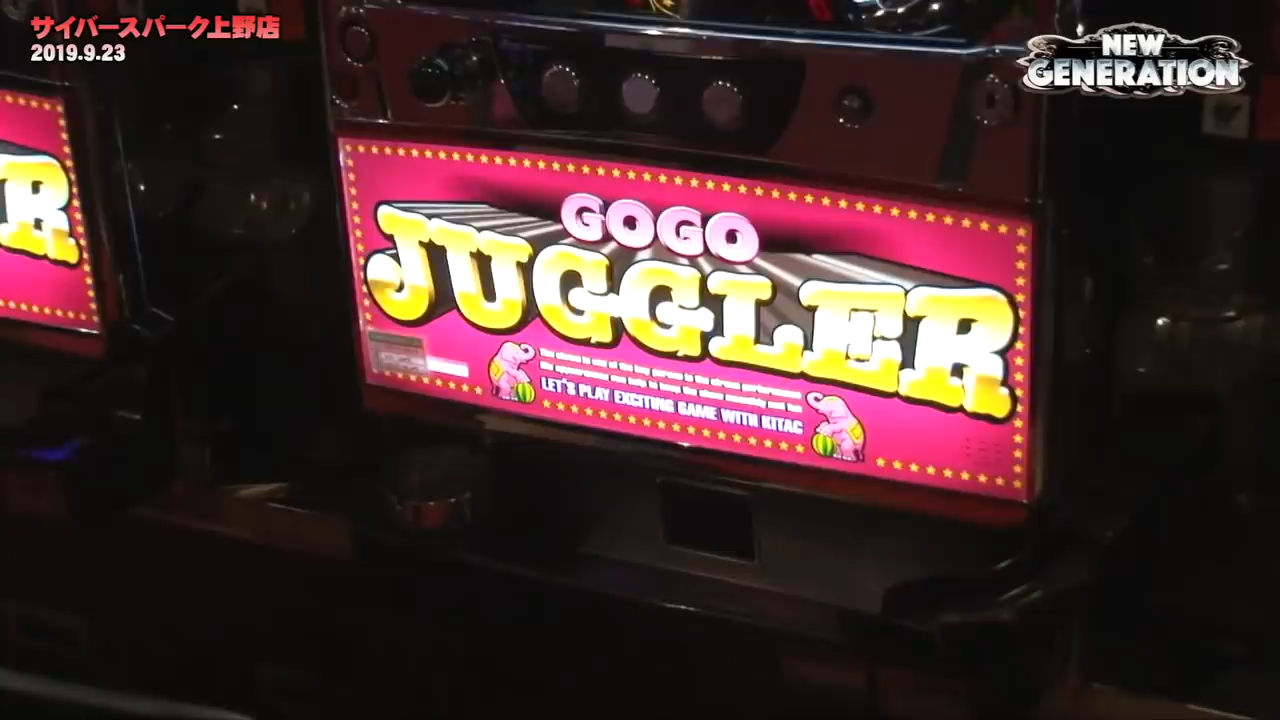 サイバースパーク上野店
2019.9.23
NEW
GENERATION
GOGO
JUGGLER
R
LET'S PLAY EXCITING GAME WITH KITAC